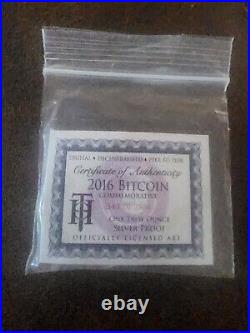 DIGITAL • DECENTRALIZED • PEER TO PEER
Certificate of Authenticity
2016 BITCOIN
COMMEMORATIVE
ONE TROY OUNCE
SILVER PROOF
OFFICIALLY LICENSED ART